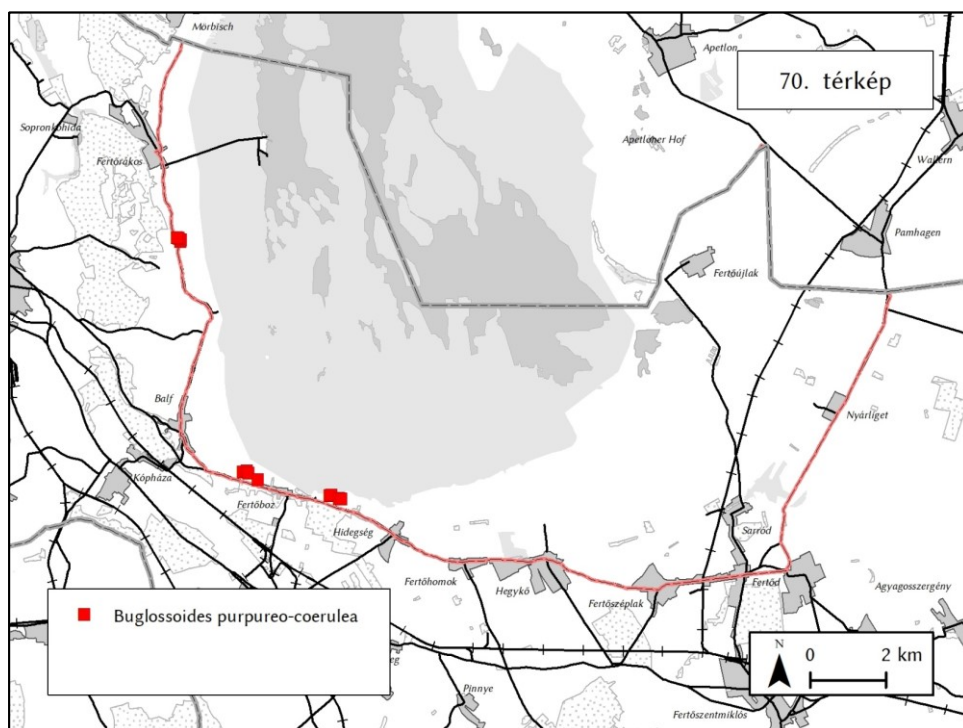 Mörbisch
Apetlon
70. térkép
Sopronkőhida
Apetloner Hof
Wallern
Fertőrákos
Pamhagen
Fertőújlak
Balf
Nyárliget
Kópháza
Fertőboz
Hidegség
Sarród
Fertőhomok
Hegykő
Fertőd
Agyagosszergény
Fertőszéplak
Buglossoides purpureo-coerulea
N
0 2 km
Pinnye
Fertőszentmiklós